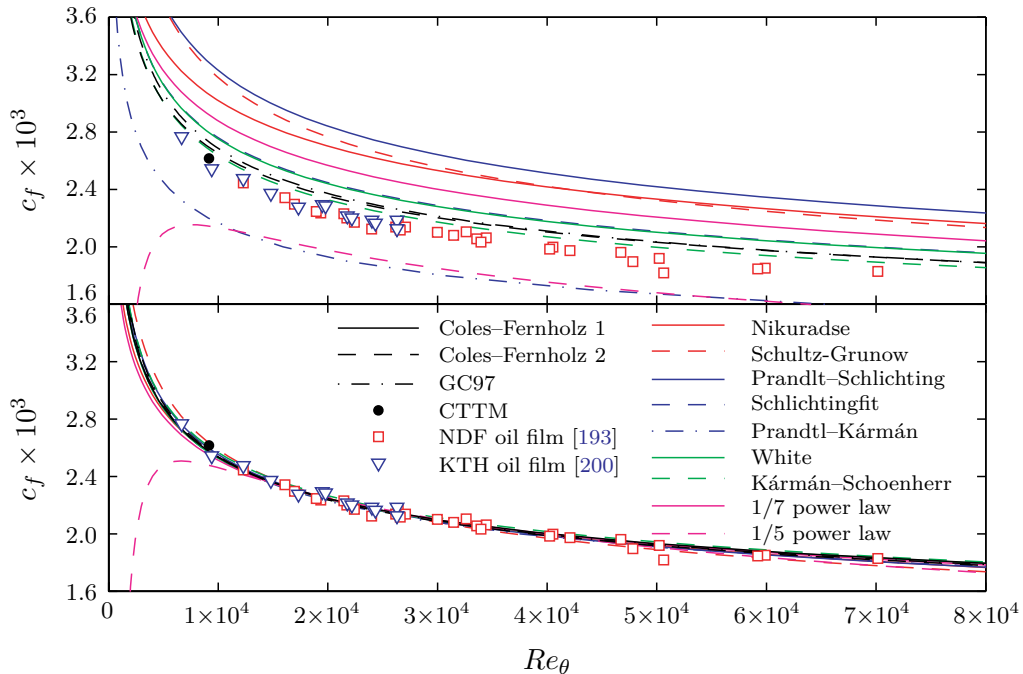 3.6
3.2
2.8
2.4
2.0
1.6
c_f × 10^3
3.6
3.2
2.8
2.4
2.0
1.6
c_f × 10^3
Coles–Fernholz 1
Coles–Fernholz 2
GC97
CTTM
NDF oil film [193]
KTH oil film [200]
Nikuradse
Schultz-Grunow
Prandlt–Schlichting
Schlichtingfit
Prandtl–Kármán
White
Kármán–Schoenherr
1/7 power law
1/5 power law
0 1×10^4 2×10^4 3×10^4 4×10^4 5×10^4 6×10^4 7×10^4 8×10^4
Re_θ